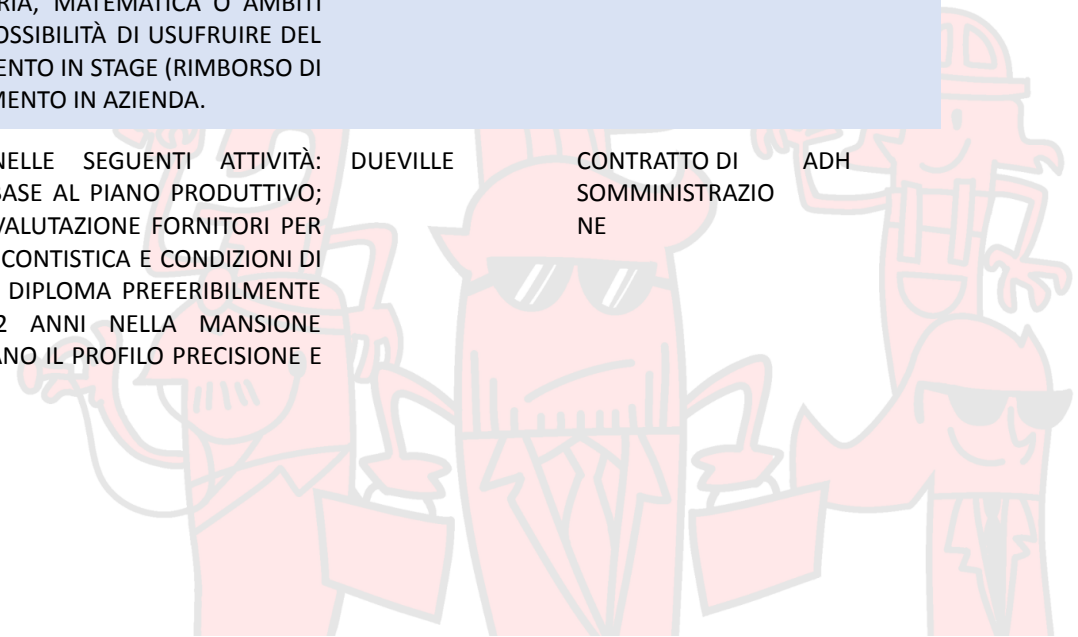 RIA, MATEMATICA O AMBITI
OSSIBILITÀ DI USUFRUIRE DEL
ENTO IN STAGE (RIMBORSO DI
MENTO IN AZIENDA.
NELLE SEGUENTI ATTIVITÀ: DUEVILLE CONTRATTO DI ADH
BASE AL PIANO PRODUTTIVO; SOMMINISTRAZIO
VALUTAZIONE FORNITORI PER NE
CONTISTICA E CONDIZIONI DI
DIPLOMA PREFERIBILMENTE
2 ANNI NELLA MANSIONE
ANO IL PROFILO PRECISIONE E